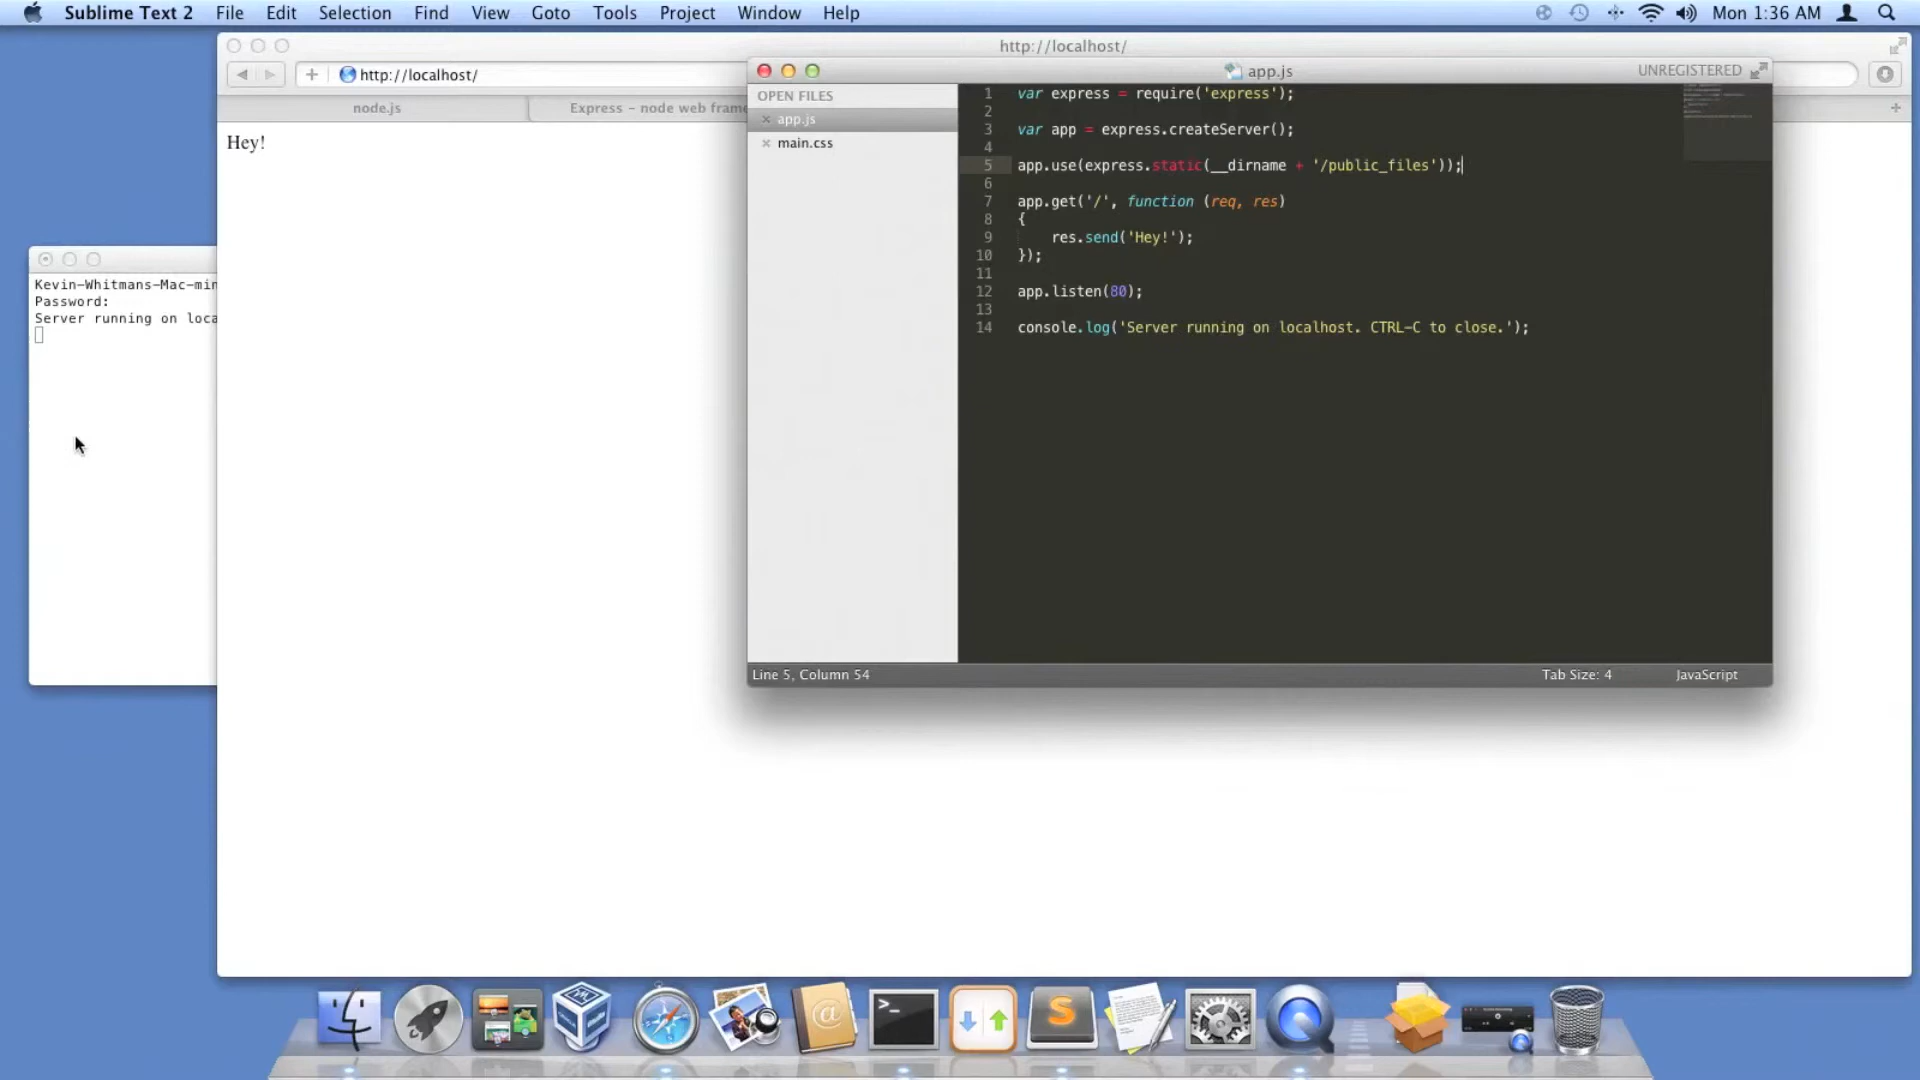 Sublime Text 2 File Edit Selection Find View Goto Tools Project Window Help Mon 1:36 AM
http://localhost/
http://localhost/
node.js Express - node web frame
Hey!
Kevin-Whitmans-Mac-min
Password:
Server running on loca
app.js UNREGISTERED
OPEN FILES
app.js
main.css
1 var express = require('express');
2
3 var app = express.createServer();
4
5 app.use(express.static(__dirname + '/public_files'));
6
7 app.get('/', function (req, res)
8 {
9 res.send('Hey!');
10 });
11
12 app.listen(80);
13
14 console.log('Server running on localhost. CTRL-C to close.');
Line 5, Column 54 Tab Size: 4 JavaScript